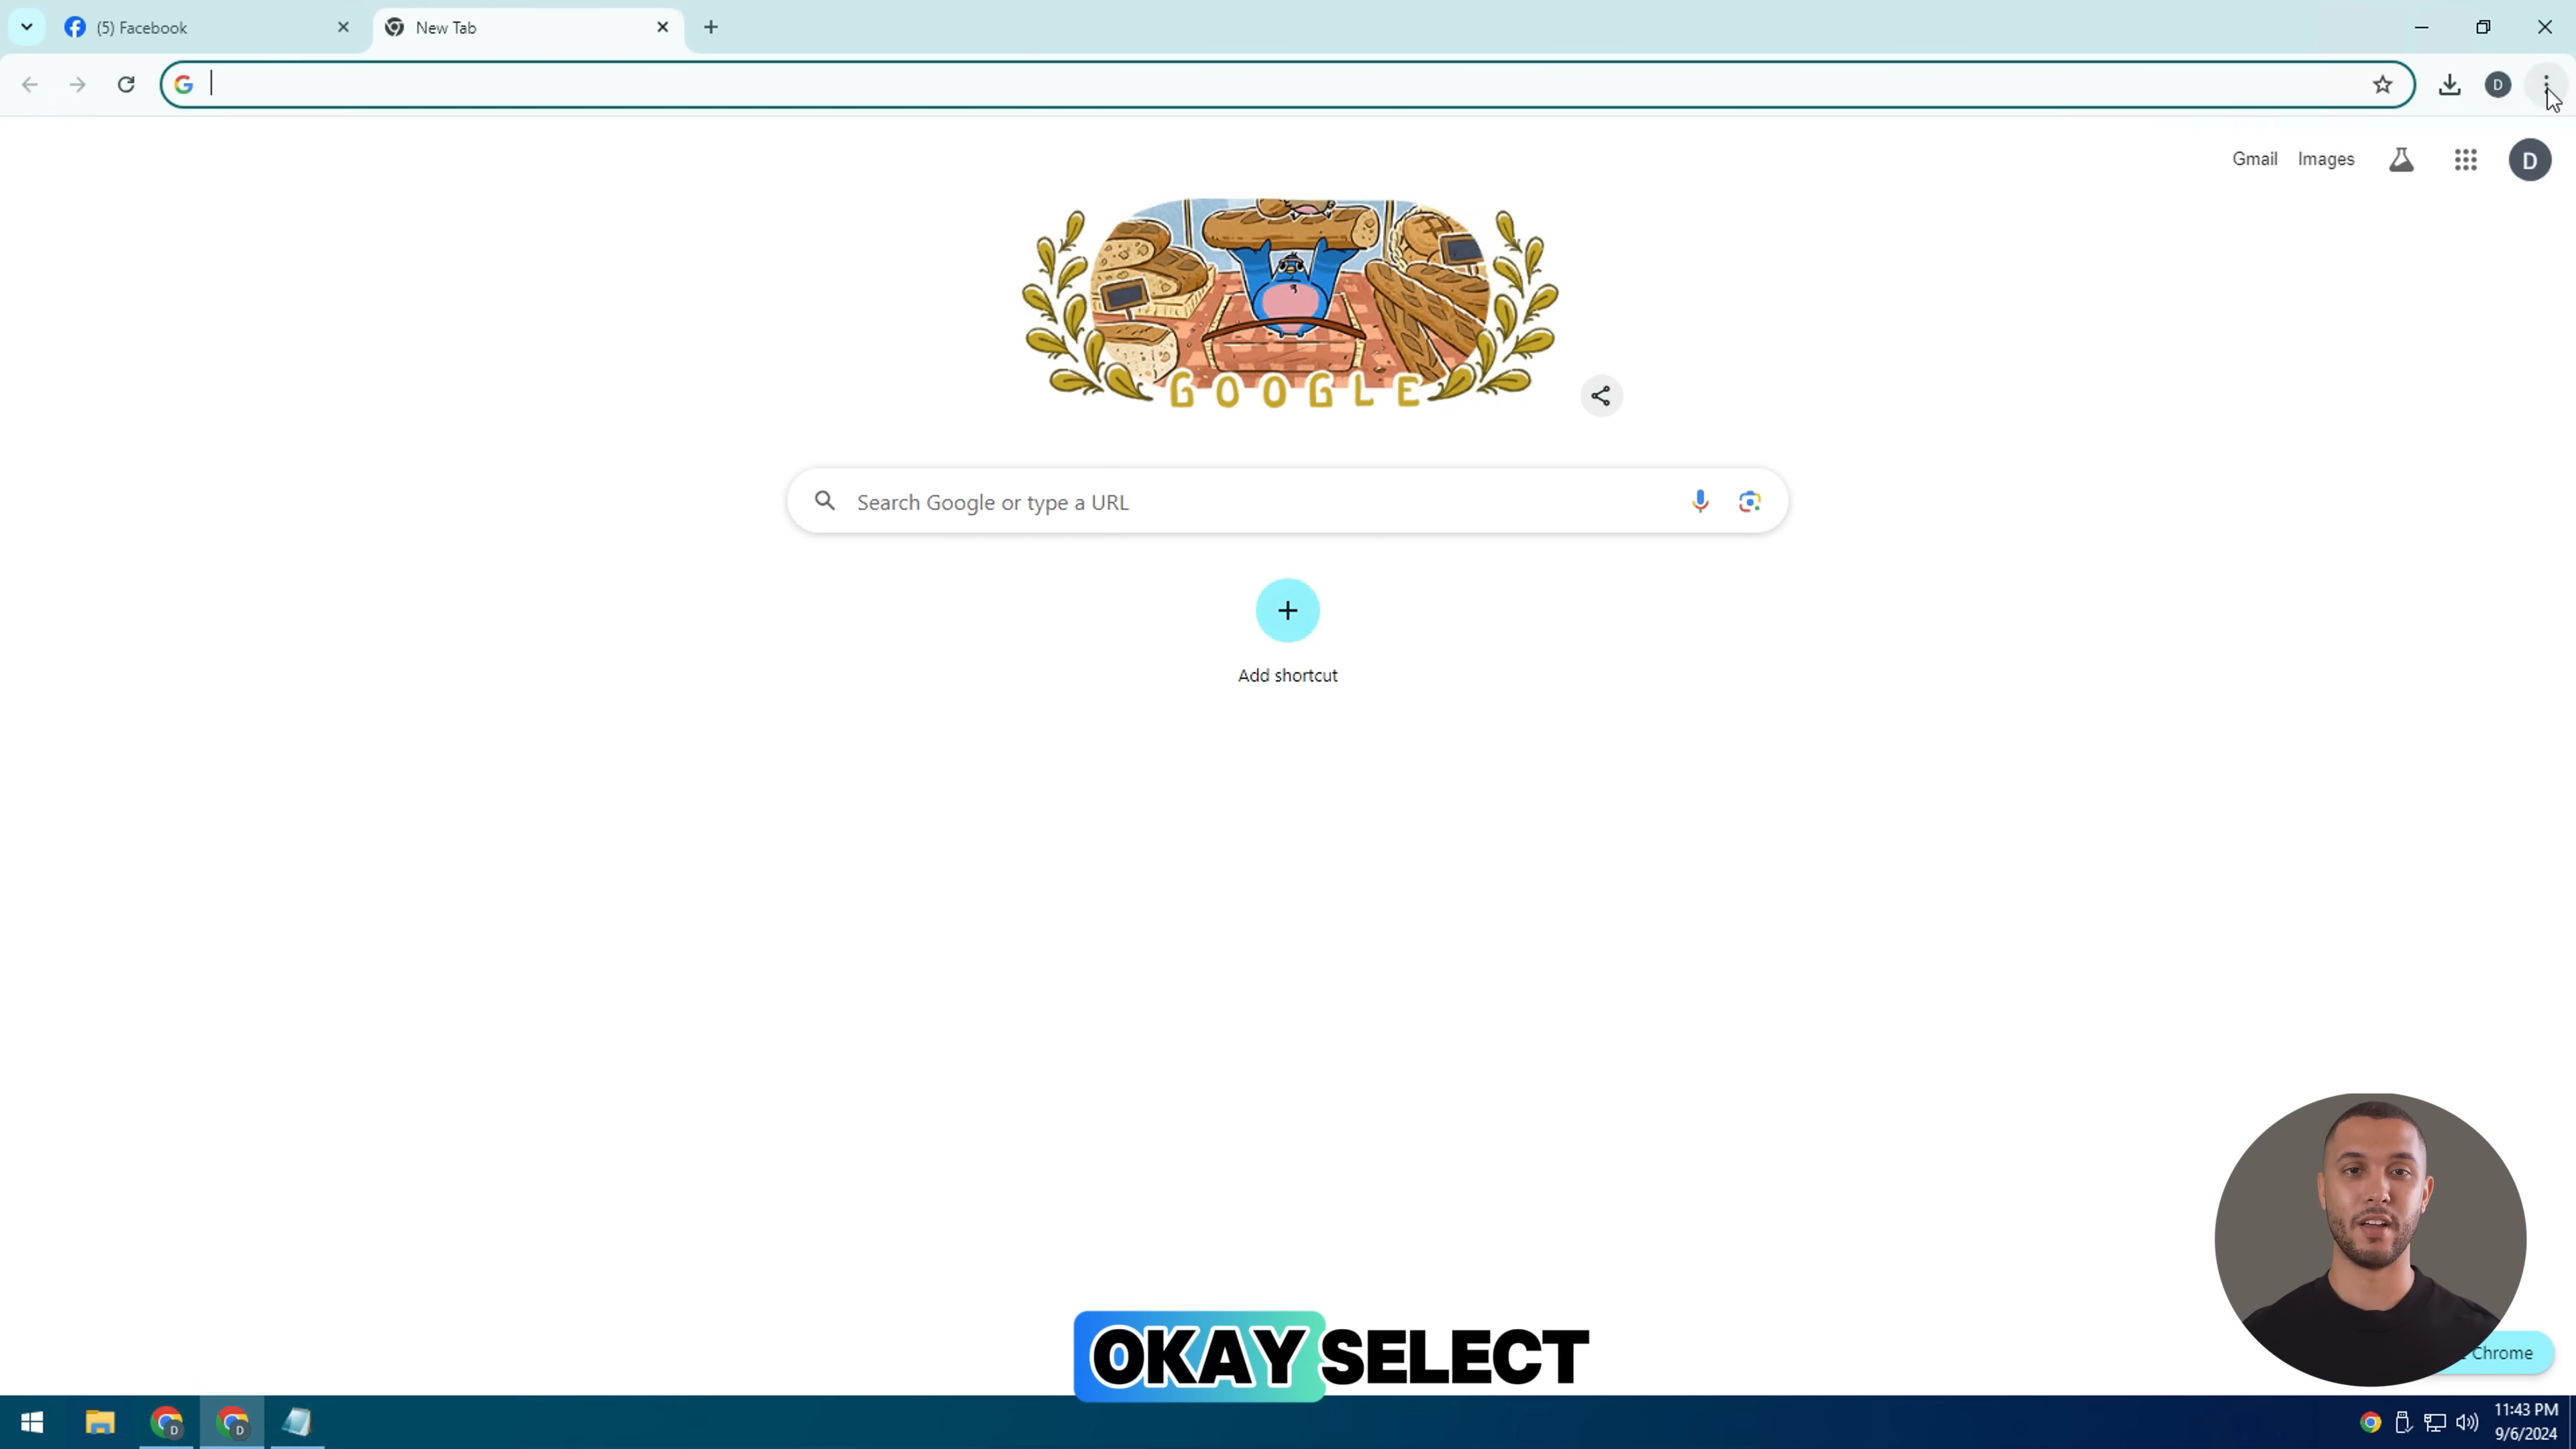 (5) Facebook
New Tab
D
Gmail
Images
D
GOOGLE
Search Google or type a URL
Add shortcut
OKAY SELECT
Chrome
D
D
11:43 PM
9/6/2024